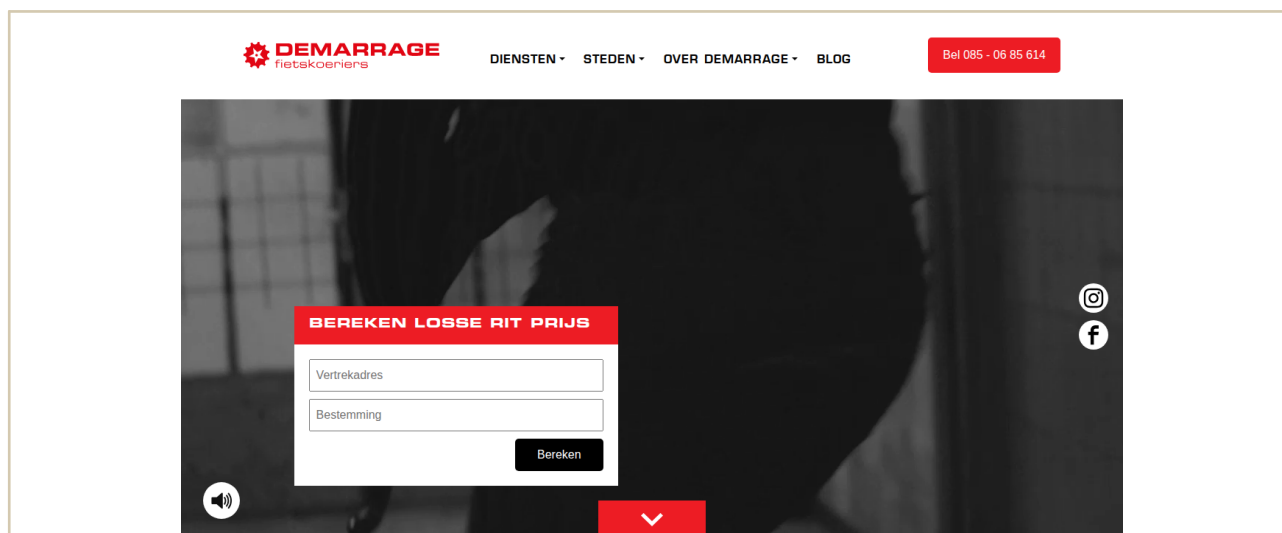 DEMARRAGE
fietskoeriers
DIENSTEN
STEDEN
OVER DEMARRAGE
BLOG
Bel 085 - 06 85 614
BEREKEN LOSSE RIT PRIJS
Vertrekadres
Bestemming
Bereken